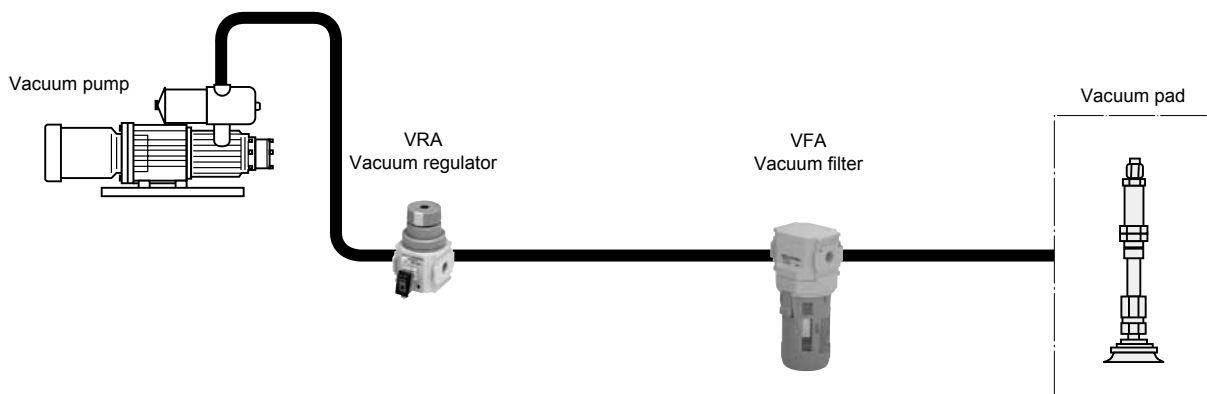 Vacuum pump
VRA
Vacuum regulator
VFA
Vacuum filter
Vacuum pad